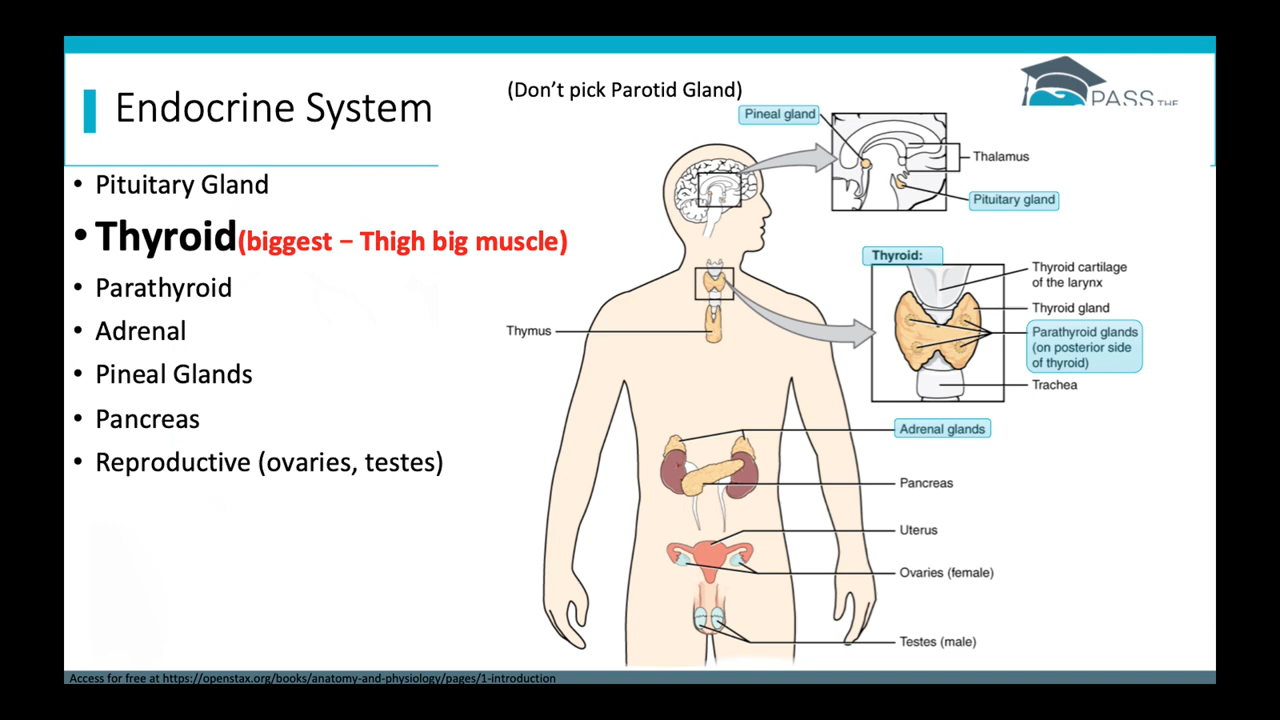 (Don’t pick Parotid Gland)
Endocrine System
PASS THE
• Pituitary Gland
• Thyroid(biggest – Thigh big muscle)
• Parathyroid
• Adrenal
• Pineal Glands
• Pancreas
• Reproductive (ovaries, testes)
Pineal gland
Thalamus
Pituitary gland
Thyroid:
Thyroid cartilage
of the larynx
Thyroid gland
Parathyroid glands
(on posterior side
of thyroid)
Trachea
Thymus
Adrenal glands
Pancreas
Uterus
Ovaries (female)
Testes (male)
Access for free at https://openstax.org/books/anatomy-and-physiology/pages/1-introduction